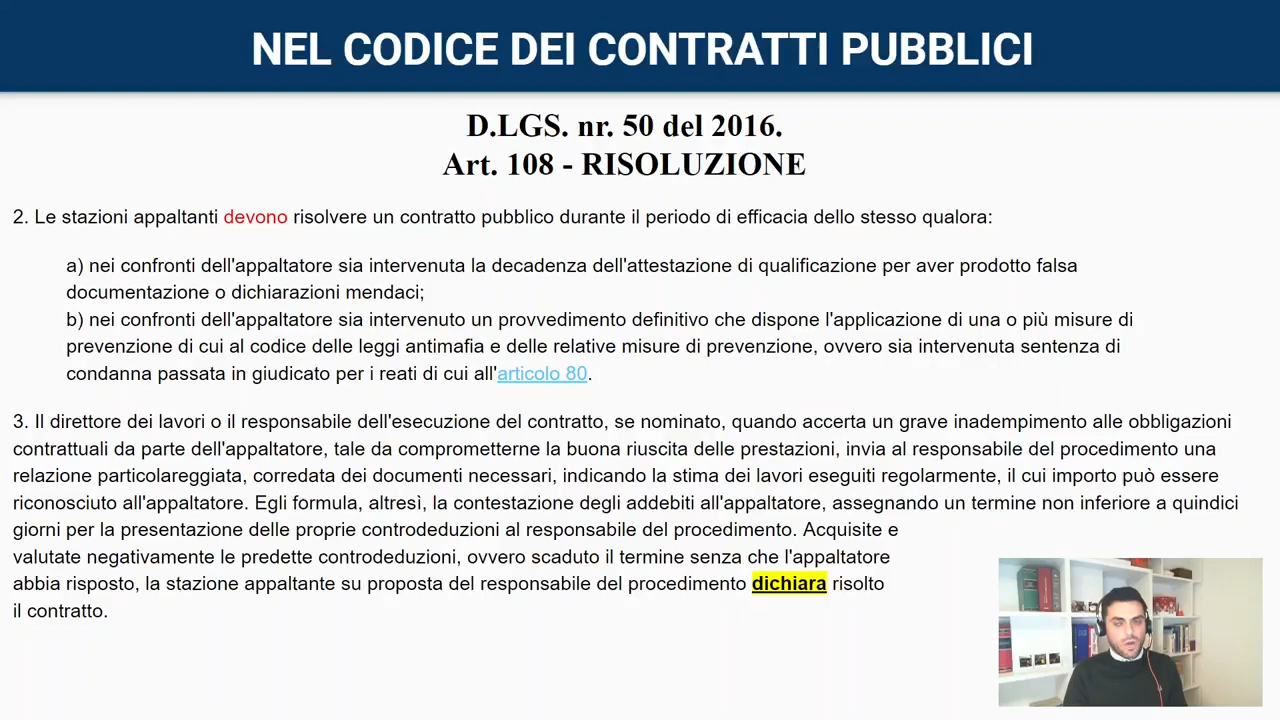 NEL CODICE DEI CONTRATTI PUBBLICI
D.LGS. nr. 50 del 2016.
Art. 108 - RISOLUZIONE
2. Le stazioni appaltanti devono risolvere un contratto pubblico durante il periodo di efficacia dello stesso qualora:
a) nei confronti dell'appaltatore sia intervenuta la decadenza dell'attestazione di qualificazione per aver prodotto falsa
documentazione o dichiarazioni mendaci;
b) nei confronti dell'appaltatore sia intervenuto un provvedimento definitivo che dispone l'applicazione di una o più misure di
prevenzione di cui al codice delle leggi antimafia e delle relative misure di prevenzione, ovvero sia intervenuta sentenza di
condanna passata in giudicato per i reati di cui all'articolo 80.
3. Il direttore dei lavori o il responsabile dell'esecuzione del contratto, se nominato, quando accerta un grave inadempimento alle obbligazioni
contrattuali da parte dell'appaltatore, tale da comprometterne la buona riuscita delle prestazioni, invia al responsabile del procedimento una
relazione particolareggiata, corredata dei documenti necessari, indicando la stima dei lavori eseguiti regolarmente, il cui importo può essere
riconosciuto all'appaltatore. Egli formula, altresì, la contestazione degli addebiti all'appaltatore, assegnando un termine non inferiore a quindici
giorni per la presentazione delle proprie controdeduzioni al responsabile del procedimento. Acquisite e
valutate negativamente le predette controdeduzioni, ovvero scaduto il termine senza che l'appaltatore
abbia risposto, la stazione appaltante su proposta del responsabile del procedimento dichiara risolto
il contratto.